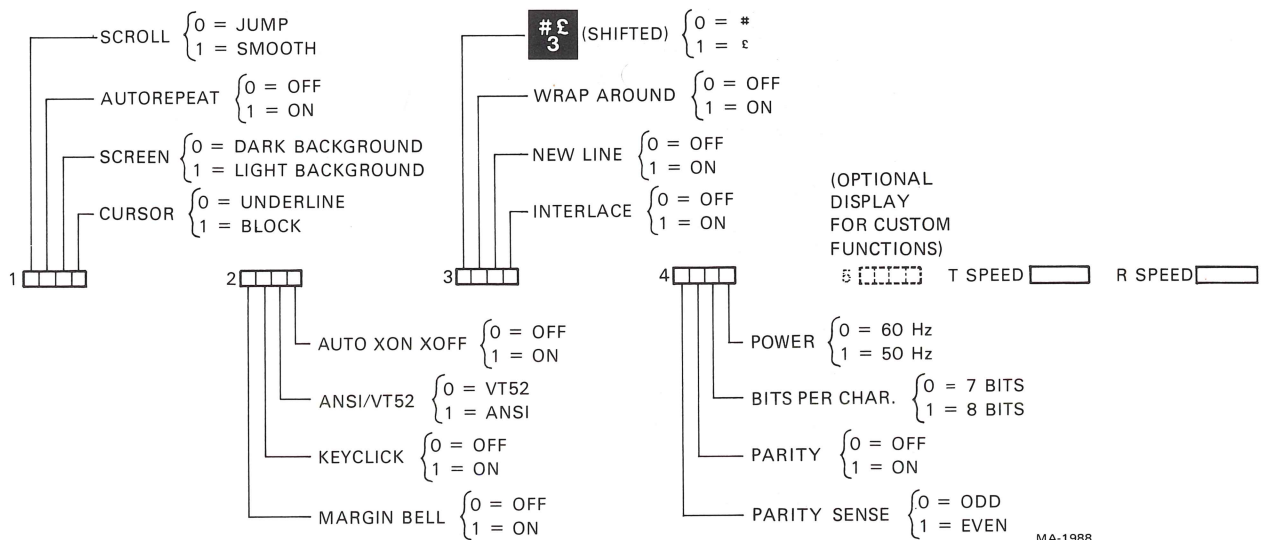 SCROLL 0 = JUMP
1 = SMOOTH
AUTOREPEAT 0 = OFF
1 = ON
SCREEN 0 = DARK BACKGROUND
1 = LIGHT BACKGROUND
CURSOR 0 = UNDERLINE
1 = BLOCK
# £
3 (SHIFTED) 0 = #
1 = £
WRAP AROUND 0 = OFF
1 = ON
NEW LINE 0 = OFF
1 = ON
INTERLACE 0 = OFF
1 = ON
(OPTIONAL
DISPLAY
FOR CUSTOM
FUNCTIONS)
1 2 3 4 5 T SPEED R SPEED
AUTO XON XOFF 0 = OFF
1 = ON
ANSI/VT52 0 = VT52
1 = ANSI
KEYCLICK 0 = OFF
1 = ON
MARGIN BELL 0 = OFF
1 = ON
POWER 0 = 60 Hz
1 = 50 Hz
BITS PER CHAR. 0 = 7 BITS
1 = 8 BITS
PARITY 0 = OFF
1 = ON
PARITY SENSE 0 = ODD
1 = EVEN
MA-1988